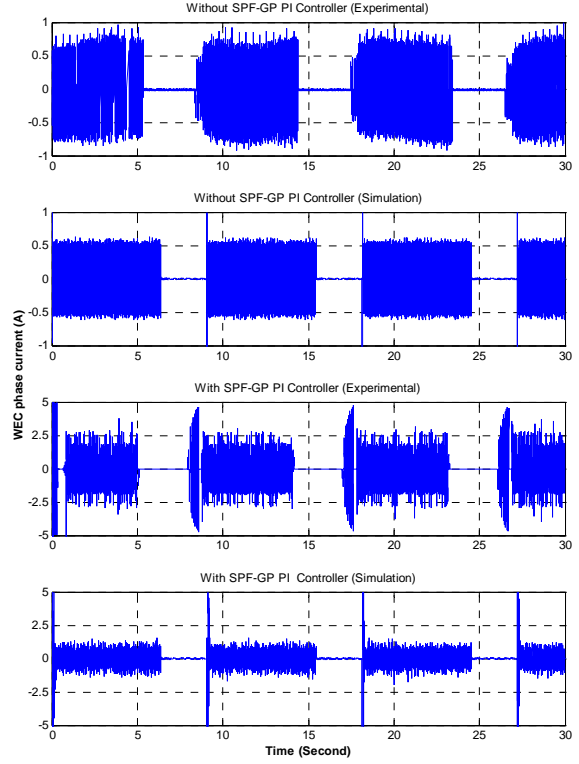 Without SPF-GP PI Controller (Experimental)
1
0.5
0
-0.5
-1
0 5 10 15 20 25 30
Without SPF-GP PI Controller (Simulation)
1
0.5
0
-0.5
-1
0 5 10 15 20 25 30
WEC phase current (A)
With SPF-GP PI Controller (Experimental)
5
2.5
0
-2.5
-5
0 5 10 15 20 25 30
With SPF-GP PI Controller (Simulation)
5
2.5
0
-2.5
-5
0 5 10 15 20 25 30
Time (Second)